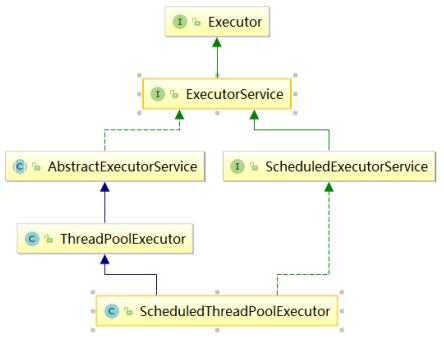 I Executor
I ExecutorService
C AbstractExecutorService
I ScheduledExecutorService
C ThreadPoolExecutor
C ScheduledThreadPoolExecutor